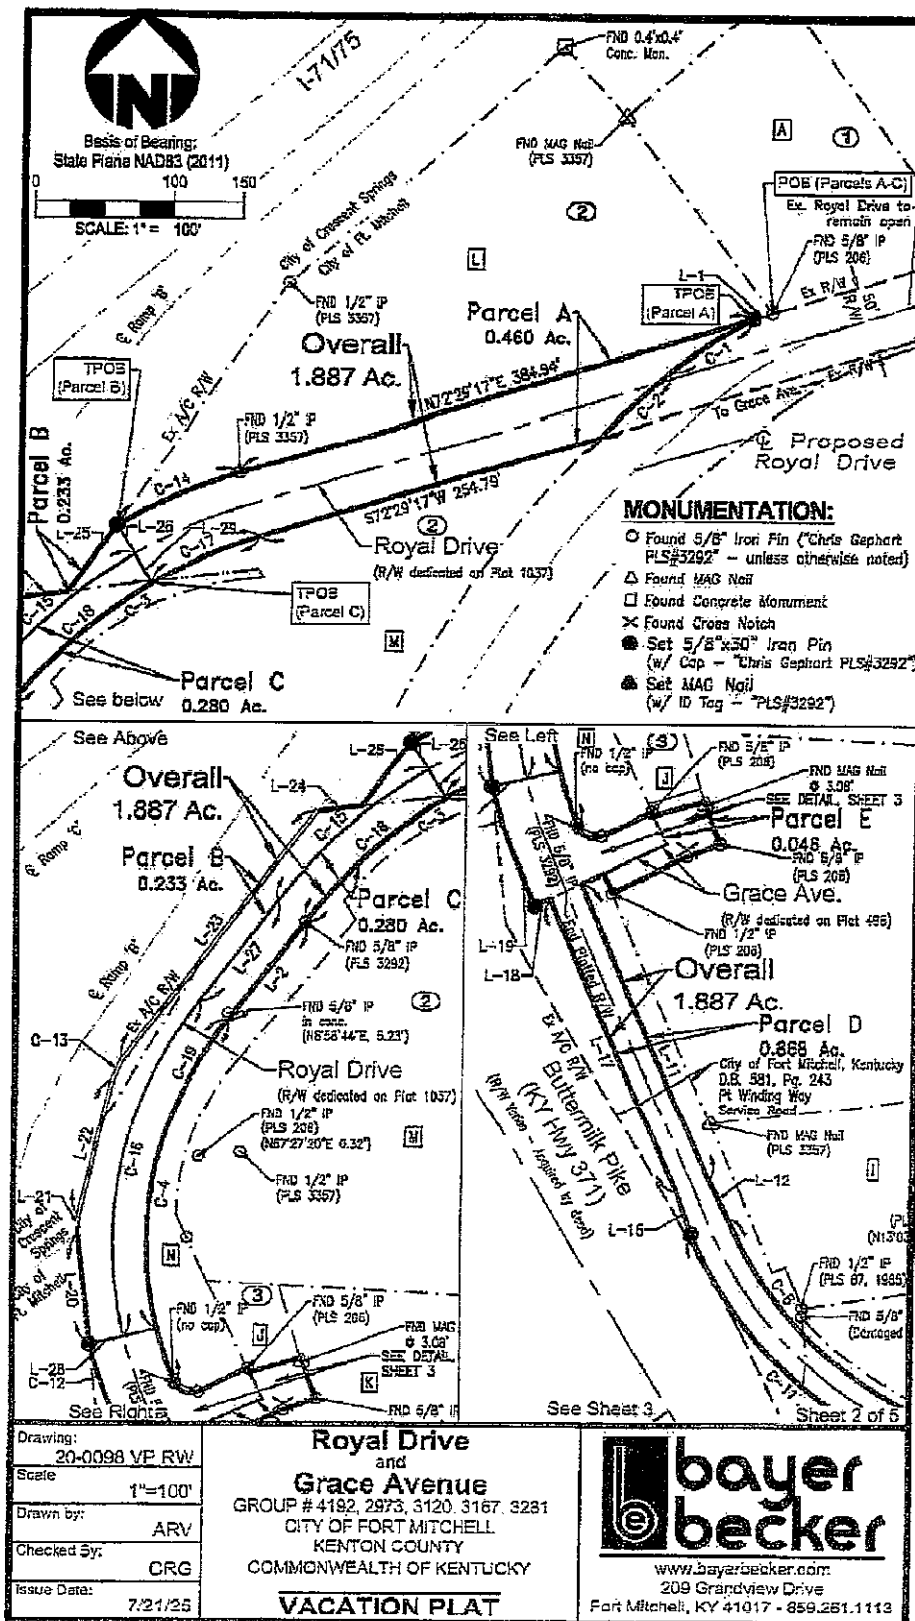 I-71/75
FND 0.4'x0.4'
Conc. Mon.
N
Basis of Bearing:
State Plane NAD83 (2011)
0 100 150
SCALE: 1" = 100'
FND MAG Nail
(PLS 3357)
A
1
POB (Parcels A-C)
Ex. Royal Drive to
remain open
FND 5/8" IP
(PLS 206)
City of Crescent Springs
City of Ft. Mitchell
2
L
L-1
TPOB
(Parcel A)
Ex R/W
R/W
50'
FND 1/2" IP
(PLS 3357)
Parcel A
0.460 Ac.
Overall
1.887 Ac.
N72°29'17"E 384.94'
C-1
C-2
℄ Ramp 'B'
TPOB
(Parcel B)
Ex A/C R/W
FND 1/2" IP
(PLS 3357)
To Grace Ave.
Ex. R/W
℄ Proposed
Royal Drive
Parcel B
0.233 Ac.
C-14
S72°29'17"W 254.79'
L-25
L-26
L-29
C-17
2
Royal Drive
(R/W dedicated on Plat 1037)
C-15
C-18
C-3
TPOB
(Parcel C)
M
See below
Parcel C
0.280 Ac.
MONUMENTATION:
Found 5/8" Iron Pin ("Chris Gephart
PLS#3292" - unless otherwise noted)
Found MAG Nail
Found Concrete Monument
Found Cross Notch
Set 5/8"x30" Iron Pin
(w/ Cap - "Chris Gephart PLS#3292")
Set MAG Nail
(w/ ID Tag - "PLS#3292")
See Above
L-25
L-26
L-24
Overall
1.887 Ac.
C-15
C-18
C-3
℄ Ramp 'C'
Parcel B
0.233 Ac.
Parcel C
0.280 Ac.
L-23
L-27
L-2
FND 5/8" IP
(PLS 3292)
℄ Ramp 'B'
Ex A/C R/W
2
C-13
C-19
FND 5/8" IP
in conc.
Royal Drive
(R/W dedicated on Plat 1037)
L-22
C-16
C-4
FND 1/2" IP
(PLS 206)
(N67°27'20"E 0.32')
M
FND 1/2" IP
(PLS 3357)
L-21
City of
Crescent
Springs
City of
Ft. Mitchell
L-20
N
FND 1/2" IP
(no cap)
3
FND 5/8" IP
(PLS 206)
J
FND MAG
@ 3.08'
SEE DETAIL,
SHEET 3
K
L-28
C-12
See Right
FND 5/8" IP
See Left
N
FND 1/2" IP
(no cap)
3
FND 5/8" IP
(PLS 206)
J
FND MAG Nail
@ 3.08'
SEE DETAIL, SHEET 3
Parcel E
0.048 Ac.
FND 5/8" IP
(PLS 3292)
FND 5/8" IP
(PLS 206)
Grace Ave.
(R/W dedicated on Plat 496)
L-19
L-18
FND 1/2" IP
(PLS 206)
End Platted R/W
Overall
1.887 Ac.
Parcel D
0.868 Ac.
Ex A/C R/W
L-17
L-11
City of Fort Mitchell, Kentucky
D.B. 581, Pg. 243
Pt Winding Way
Service Road
Buttermilk Pike
(KY Hwy 371)
(R/W varies - Acquired by deed)
FND MAG Nail
(PLS 3357)
I
L-12
L-16
FND 1/2" IP
(PLS 87, 1985)
C-6
FND 5/8"
(Damaged
C-11
See Sheet 3
Sheet 2 of 5
Drawing:
20-0098 VP RW
Scale
1"=100'
Drawn by:
ARV
Checked By:
CRG
Issue Date:
7/21/25
Royal Drive
and
Grace Avenue
GROUP # 4192, 2973, 3120, 3167, 3281
CITY OF FORT MITCHELL
KENTON COUNTY
COMMONWEALTH OF KENTUCKY
VACATION PLAT
bayer
becker
www.bayerbecker.com
209 Grandview Drive
Fort Mitchell, KY 41017 - 859.261.1113